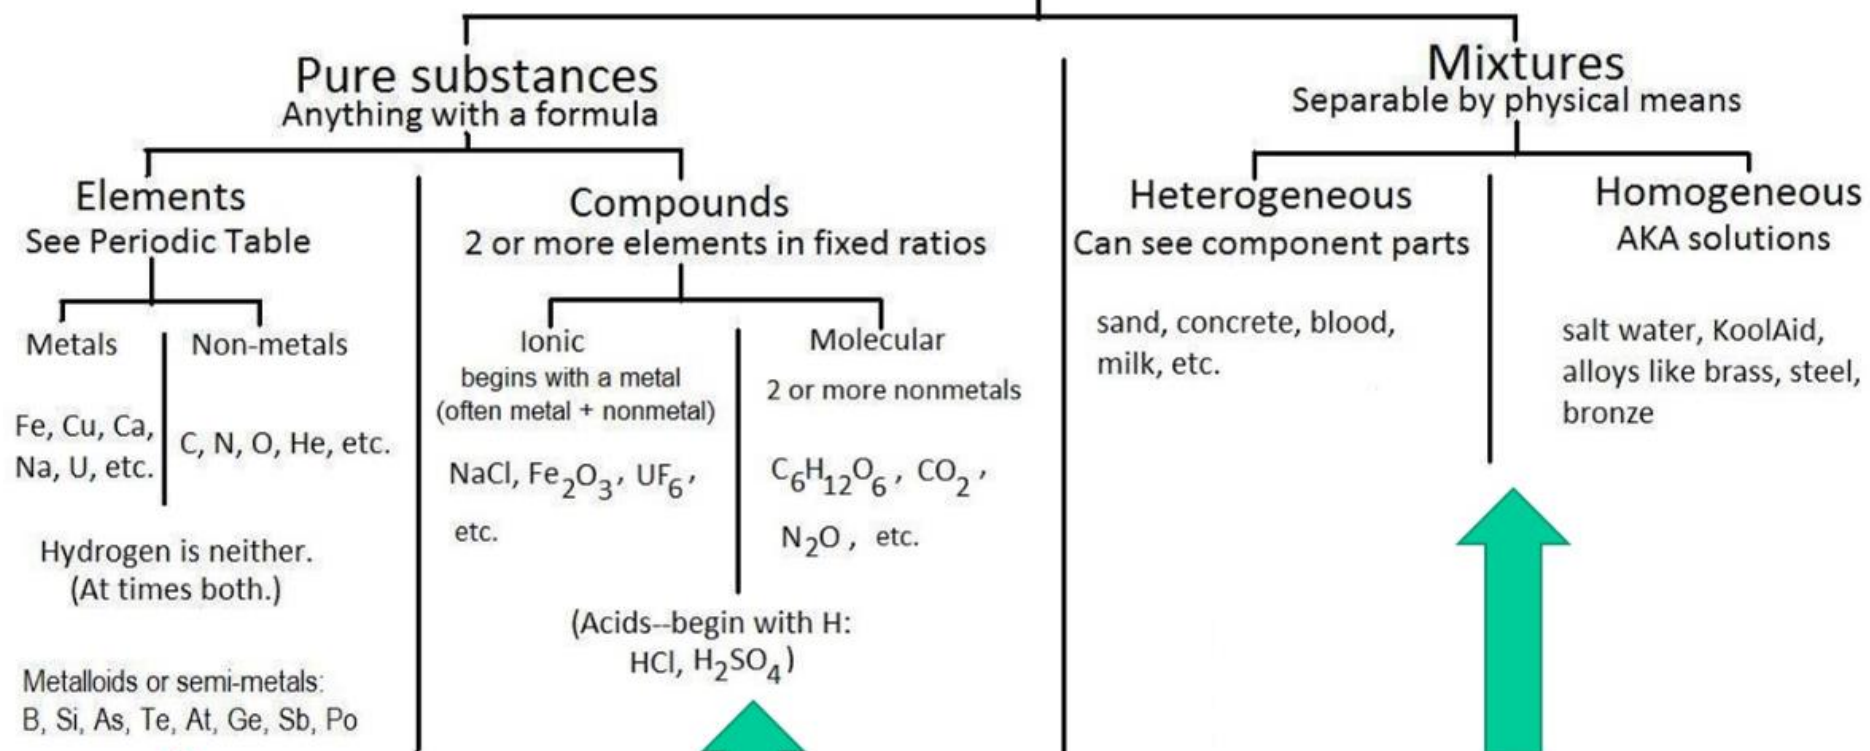 Pure substances
Anything with a formula
Mixtures
Separable by physical means
Elements
See Periodic Table
Compounds
2 or more elements in fixed ratios
Heterogeneous
Can see component parts
Homogeneous
AKA solutions
Metals
Non-metals
Fe, Cu, Ca,
Na, U, etc.
C, N, O, He, etc.
Hydrogen is neither.
(At times both.)
Metalloids or semi-metals:
B, Si, As, Te, At, Ge, Sb, Po
Ionic
begins with a metal
(often metal + nonmetal)
NaCl, Fe₂O₃, UF₆,
etc.
Molecular
2 or more nonmetals
C₆H₁₂O₆, CO₂,
N₂O, etc.
(Acids--begin with H:
HCl, H₂SO₄)
sand, concrete, blood,
milk, etc.
salt water, KoolAid,
alloys like brass, steel,
bronze